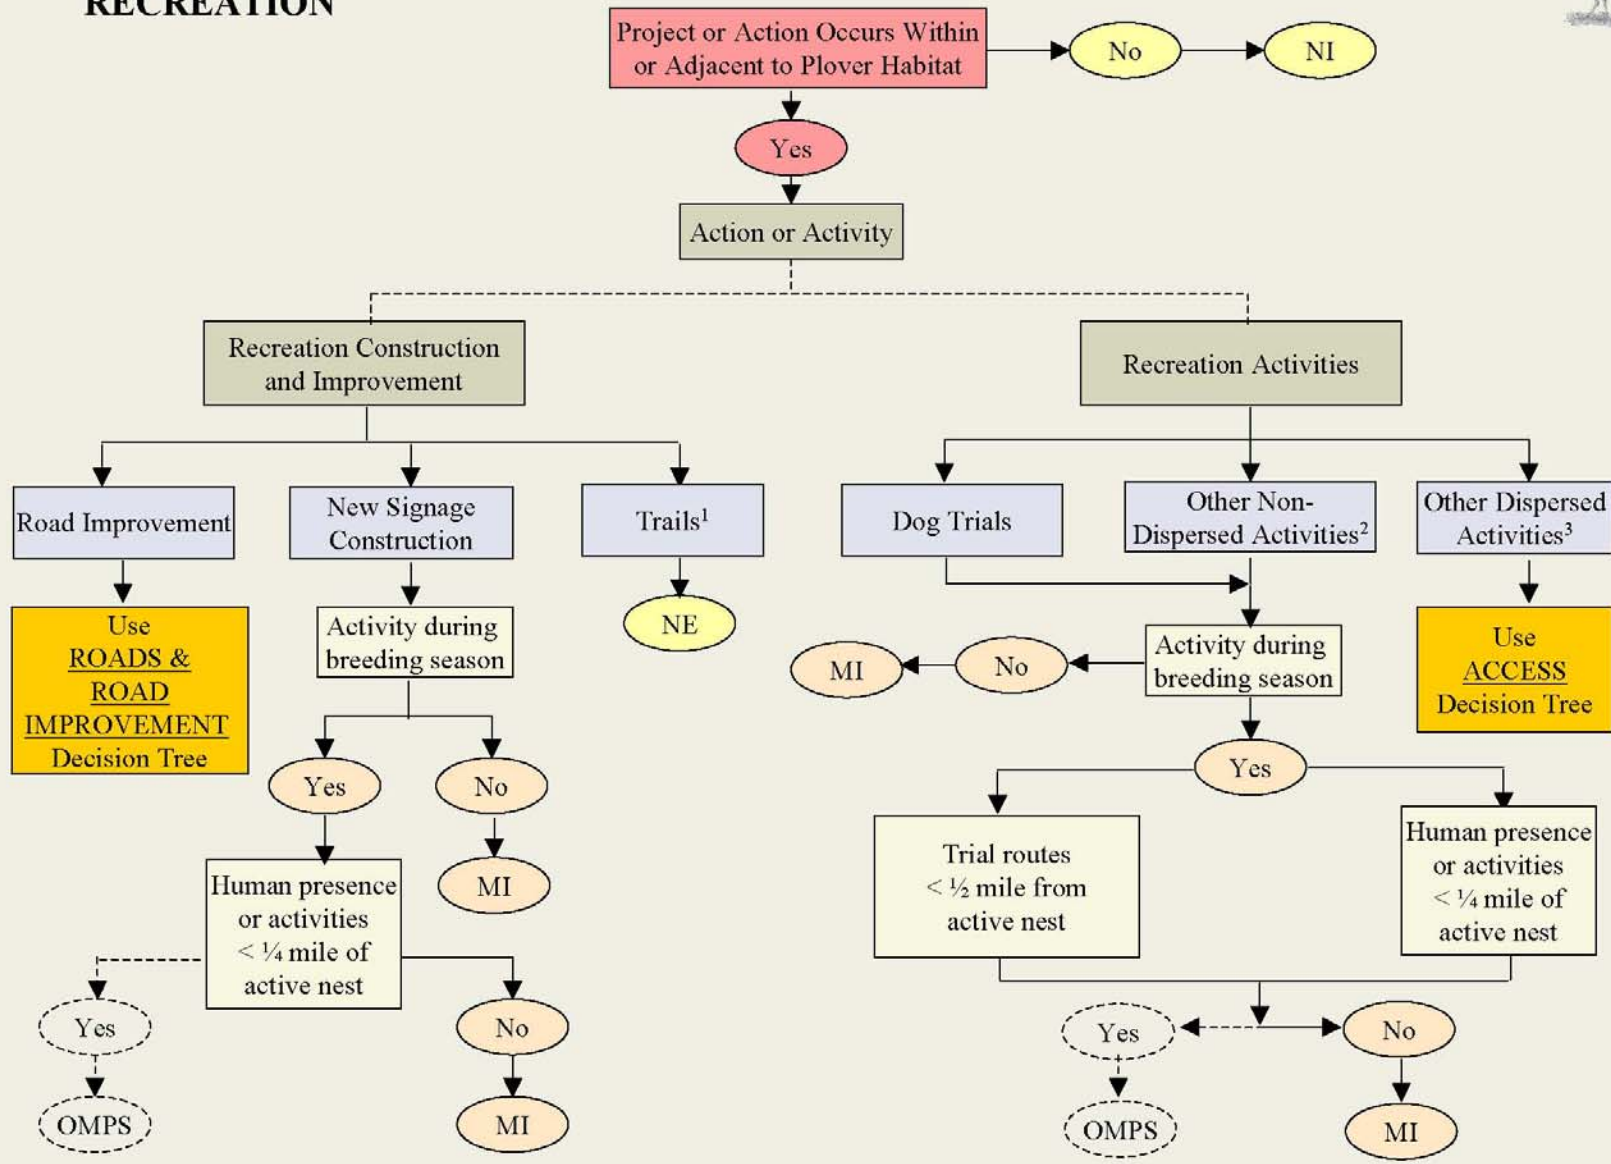 RECREATION
Project or Action Occurs Within
or Adjacent to Plover Habitat
No
NI
Yes
Action or Activity
Recreation Construction
and Improvement
Recreation Activities
Road Improvement
New Signage
Construction
Trails¹
Dog Trials
Other Non-
Dispersed Activities²
Other Dispersed
Activities³
Use
ROADS &
ROAD
IMPROVEMENT
Decision Tree
Activity during
breeding season
NE
MI
No
Activity during
breeding season
Use
ACCESS
Decision Tree
Yes
No
Yes
MI
Human presence
or activities
< ¼ mile of
active nest
Trial routes
< ½ mile from
active nest
Human presence
or activities
< ¼ mile of
active nest
Yes
No
Yes
No
OMPS
MI
OMPS
MI